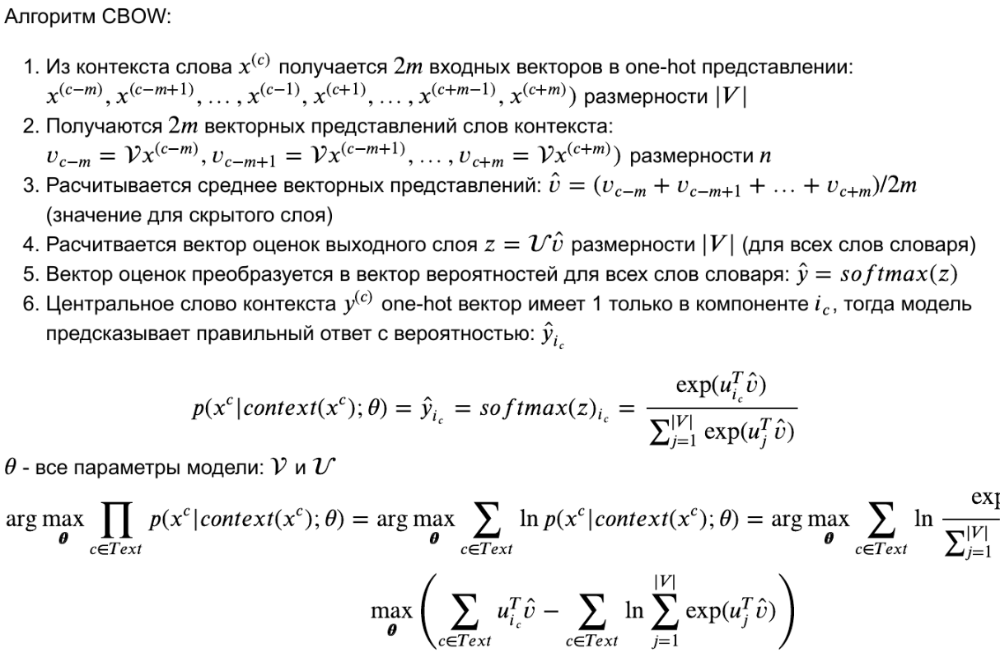 Алгоритм CBOW:
1. Из контекста слова $x^{(c)}$ получается $2m$ входных векторов в one-hot представлении:
$x^{(c-m)}, x^{(c-m+1)}, \ldots, x^{(c-1)}, x^{(c+1)}, \ldots, x^{(c+m-1)}, x^{(c+m)})$ размерности $|V|$
2. Получаются $2m$ векторных представлений слов контекста:
$v_{c-m} = \mathcal{V}x^{(c-m)}, v_{c-m+1} = \mathcal{V}x^{(c-m+1)}, \ldots, v_{c+m} = \mathcal{V}x^{(c+m)})$ размерности $n$
3. Расчитывается среднее векторных представлений: $\hat{v} = (v_{c-m} + v_{c-m+1} + \ldots + v_{c+m})/2m$
(значение для скрытого слоя)
4. Расчитвается вектор оценок выходного слоя $z = \mathcal{U}\hat{v}$ размерности $|V|$ (для всех слов словаря)
5. Вектор оценок преобразуется в вектор вероятностей для всех слов словаря: $\hat{y} = softmax(z)$
6. Центральное слово контекста $y^{(c)}$ one-hot вектор имеет 1 только в компоненте $i_c$, тогда модель
предсказывает правильный ответ с вероятностью: $\hat{y}_{i_c}$
$p(x^c|context(x^c); \theta) = \hat{y}_{i_c} = softmax(z)_{i_c} = \frac{\exp(u_{i_c}^T \hat{v})}{\sum_{j=1}^{|V|} \exp(u_j^T \hat{v})}$
$\theta$ - все параметры модели: $\mathcal{V}$ и $\mathcal{U}$
$\arg\max_{\boldsymbol{\theta}} \prod_{c \in Text} p(x^c|context(x^c); \theta) = \arg\max_{\boldsymbol{\theta}} \sum_{c \in Text} \ln p(x^c|context(x^c); \theta) = \arg\max_{\boldsymbol{\theta}} \sum_{c \in Text} \ln \frac{\exp}{\sum_{j=1}^{|V|}}$
$\max_{\boldsymbol{\theta}} \left( \sum_{c \in Text} u_{i_c}^T \hat{v} - \sum_{c \in Text} \ln \sum_{j=1}^{|V|} \exp(u_j^T \hat{v}) \right)$